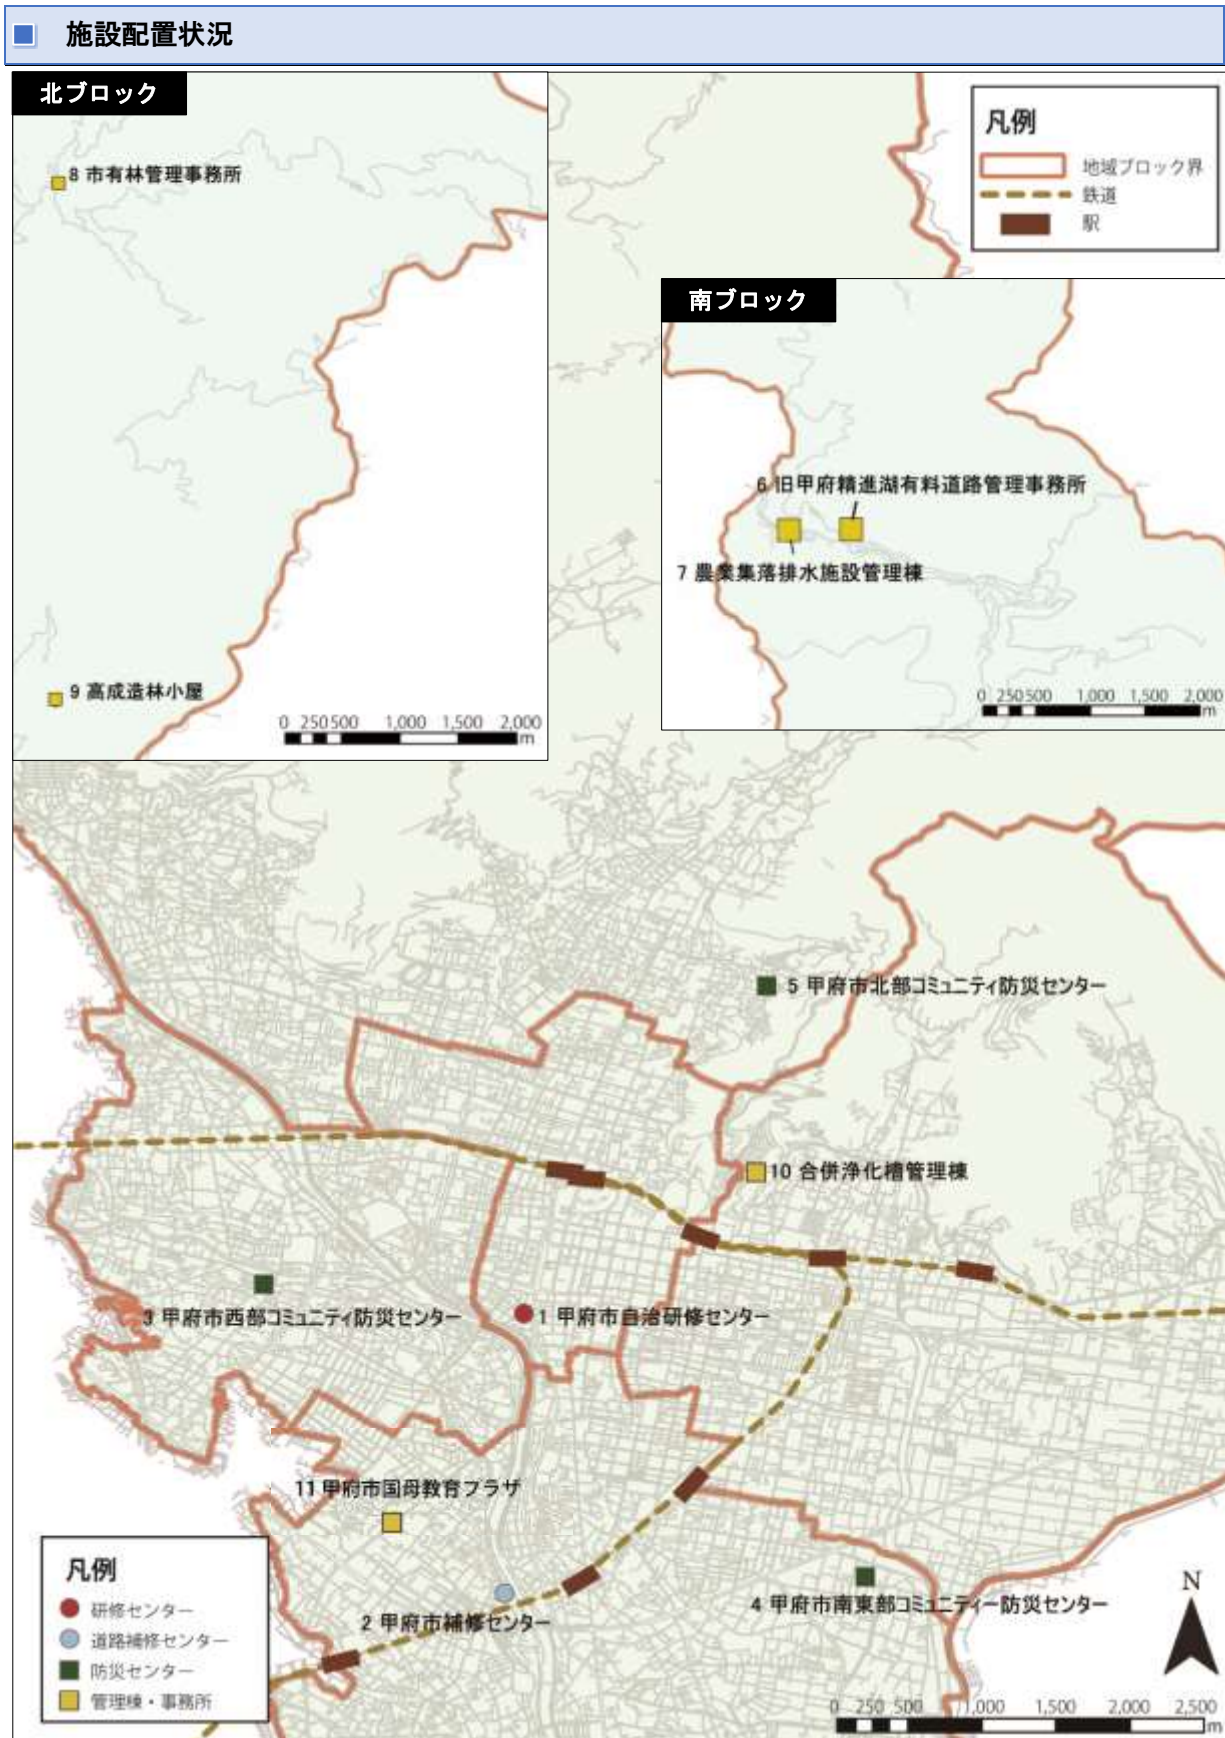 施設配置状況
北ブロック
8 市有林管理事務所
9 高成造林小屋
0 250 500 1,000 1,500 2,000
m
凡例
地域ブロック界
鉄道
駅
南ブロック
6 旧甲府精進湖有料道路管理事務所
7 農業集落排水施設管理棟
0 250 500 1,000 1,500 2,000
m
5 甲府市北部コミュニティ防災センター
10 合併浄化槽管理棟
3 甲府市西部コミュニティ防災センター
1 甲府市自治研修センター
11 甲府市国母教育プラザ
2 甲府市補修センター
4 甲府市南東部コミュニティー防災センター
凡例
研修センター
道路補修センター
防災センター
管理棟・事務所
N
0 250 500 1,000 1,500 2,000 2,500
m